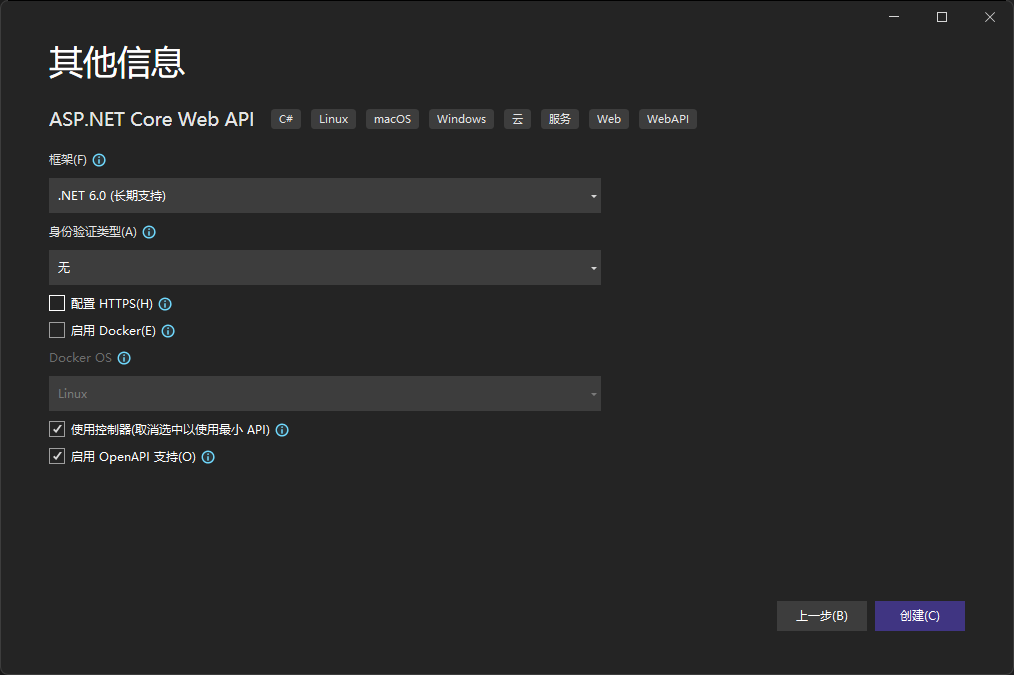 其他信息
ASP.NET Core Web API C# Linux macOS Windows 云 服务 Web WebAPI
框架(F)
.NET 6.0 (长期支持)
身份验证类型(A)
无
配置 HTTPS(H)
启用 Docker(E)
Docker OS
Linux
使用控制器(取消选中以使用最小 API)
启用 OpenAPI 支持(O)
上一步(B) 创建(C)